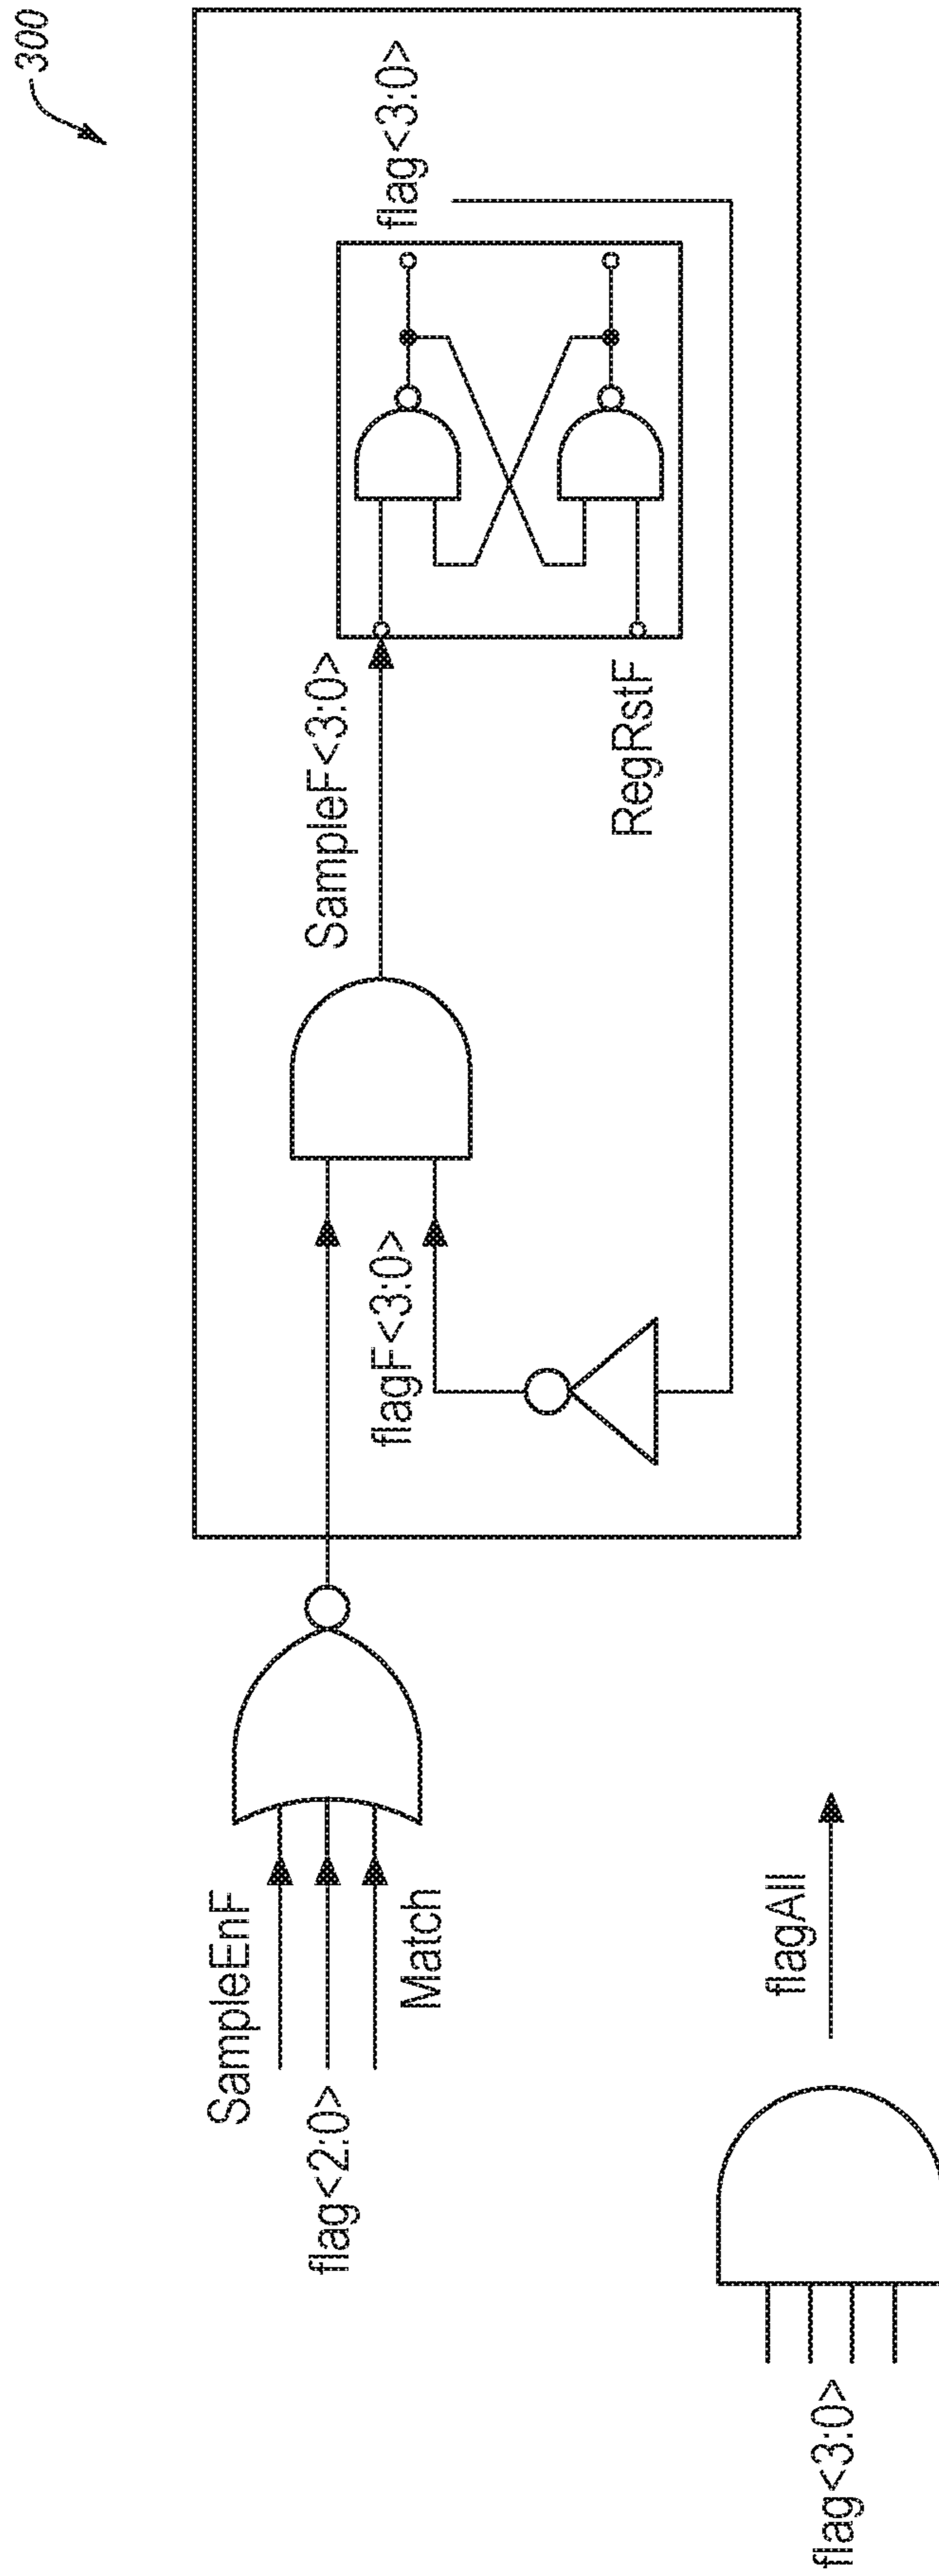 300
SampleEnF
flag<2:0>
Match
flagF<3:0>
SampleF<3:0>
RegRstF
flag<3:0>
flag<3:0>
flagAll